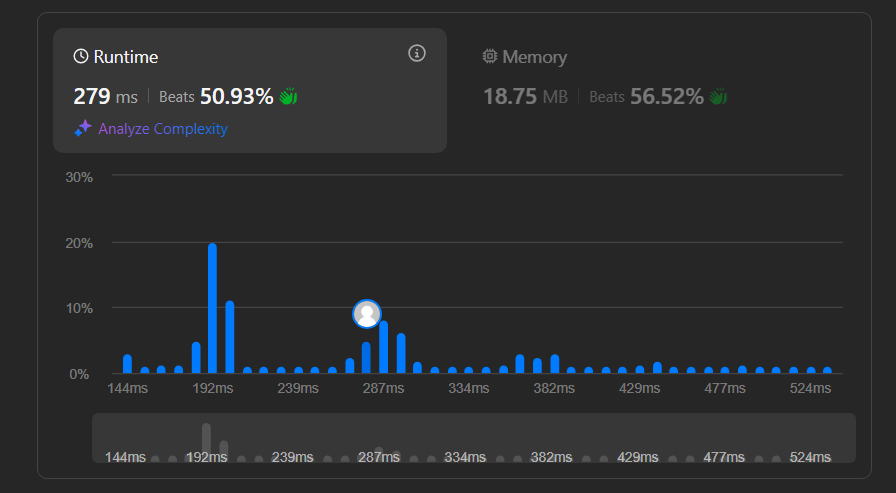 Runtime
279 ms | Beats 50.93%
Analyze Complexity
Memory
18.75 MB | Beats 56.52%
30%
20%
10%
0%
144ms 192ms 239ms 287ms 334ms 382ms 429ms 477ms 524ms
144ms 192ms 239ms 287ms 334ms 382ms 429ms 477ms 524ms